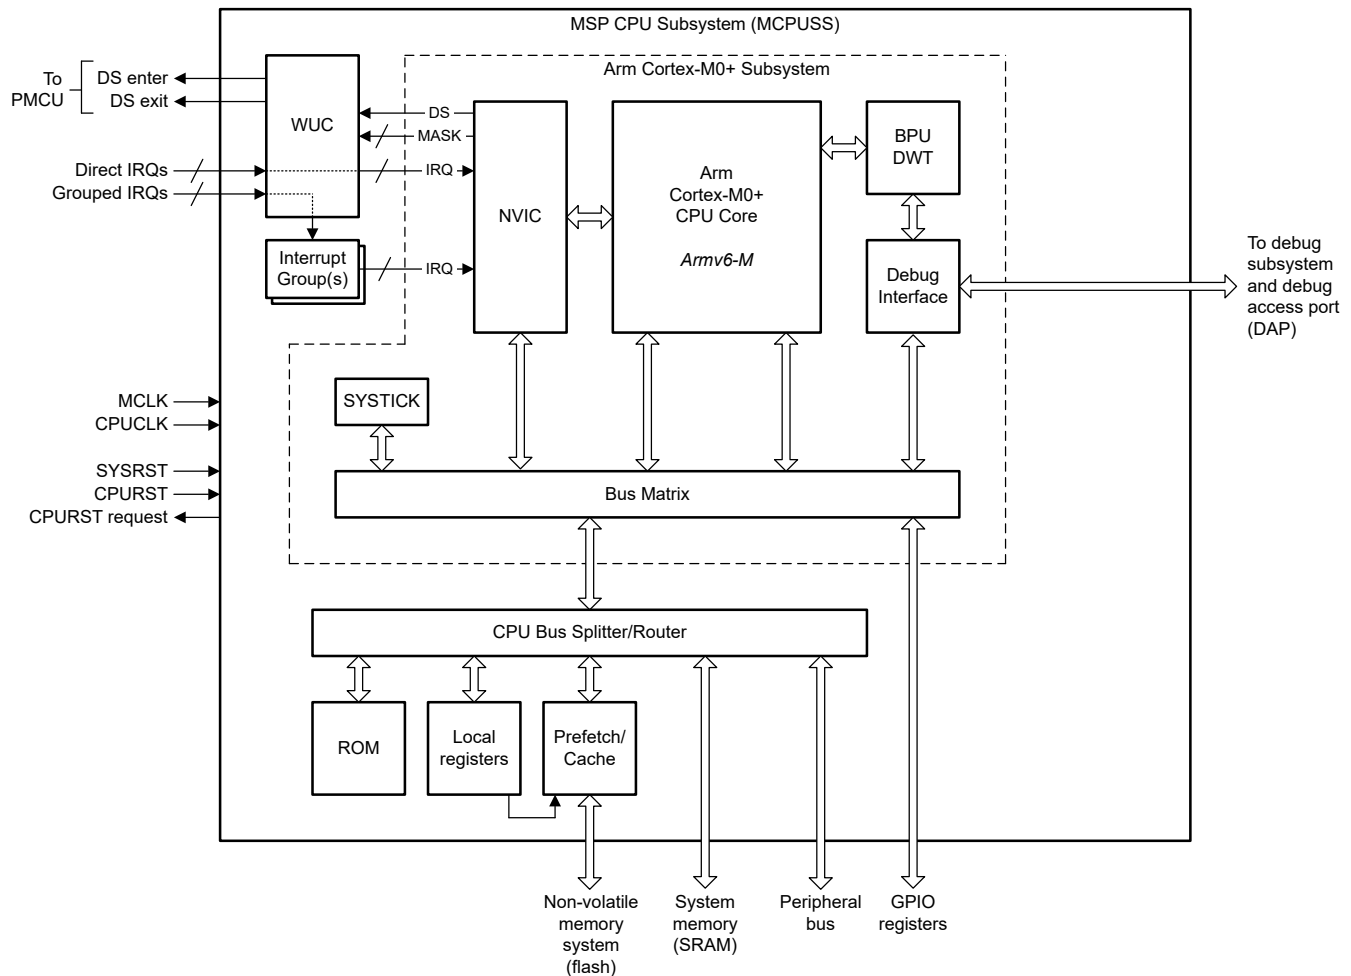 MSP CPU Subsystem (MCPUSS)
Arm Cortex-M0+ Subsystem
To
PMCU
DS enter
DS exit
WUC
DS
MASK
Direct IRQs
IRQ
Grouped IRQs
NVIC
Arm
Cortex-M0+
CPU Core
Armv6-M
BPU
DWT
Interrupt
Group(s)
IRQ
Debug
Interface
To debug
subsystem
and debug
access port
(DAP)
MCLK
CPUCLK
SYSTICK
SYSRST
CPURST
CPURST request
Bus Matrix
CPU Bus Splitter/Router
ROM
Local
registers
Prefetch/
Cache
Non-volatile
memory
system
(flash)
System
memory
(SRAM)
Peripheral
bus
GPIO
registers